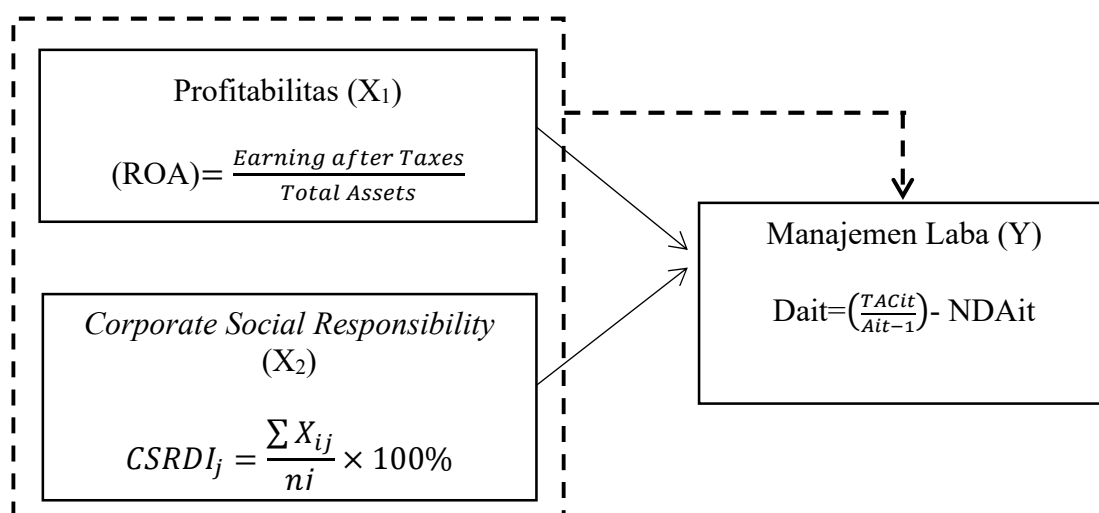 Profitabilitas (X₁)
(ROA)= Earning after Taxes / Total Assets
Corporate Social Responsibility
(X₂)
CSRDIⱼ = ∑ Xᵢⱼ / nj × 100%
Manajemen Laba (Y)
Dait=(TACit / Ait−1)- NDAit